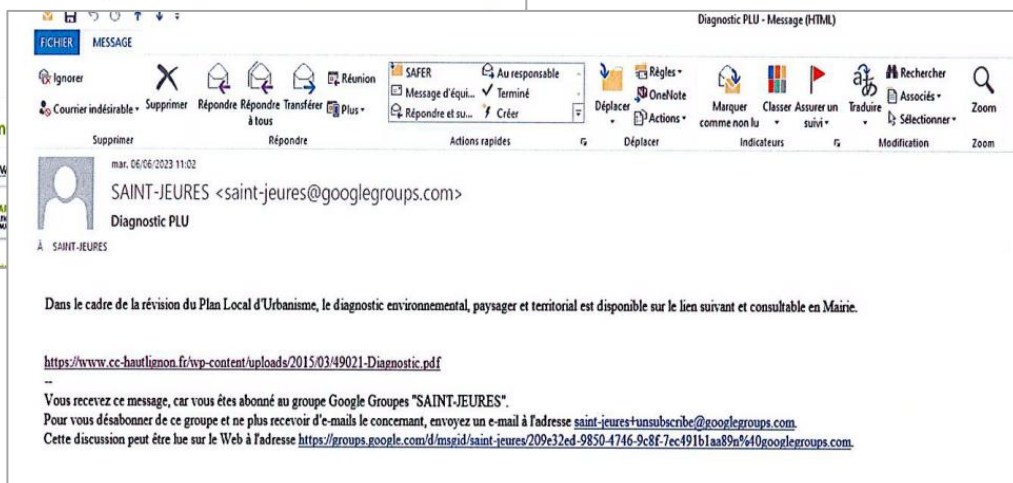 Diagnostic PLU - Message (HTML)
FICHIER MESSAGE
Ignorer
Courrier indésirable
Supprimer
Répondre
Répondre à tous
Transférer
Réunion
Plus
SAFER
Au responsable
Message d'équi...
Terminé
Répondre et su...
Créer
Déplacer
Règles
OneNote
Actions
Marquer comme non lu
Classer
Assurer un suivi
Traduire
Rechercher
Associés
Sélectionner
Zoom
Supprimer
Répondre
Actions rapides
Déplacer
Indicateurs
Modification
Zoom
mar. 06/06/2023 11:02
SAINT-JEURES <saint-jeures@googlegroups.com>
Diagnostic PLU
À SAINT-JEURES
Dans le cadre de la révision du Plan Local d'Urbanisme, le diagnostic environnemental, paysager et territorial est disponible sur le lien suivant et consultable en Mairie.
https://www.cc-hautlignon.fr/wp-content/uploads/2015/03/49021-Diagnostic.pdf
--
Vous recevez ce message, car vous êtes abonné au groupe Google Groupes "SAINT-JEURES".
Pour vous désabonner de ce groupe et ne plus recevoir d'e-mails le concernant, envoyez un e-mail à l'adresse saint-jeures+unsubscribe@googlegroups.com.
Cette discussion peut être lue sur le Web à l'adresse https://groups.google.com/d/msgid/saint-jeures/209e32ed-9850-4746-9c8f-7ec491b1aa89n%40googlegroups.com.